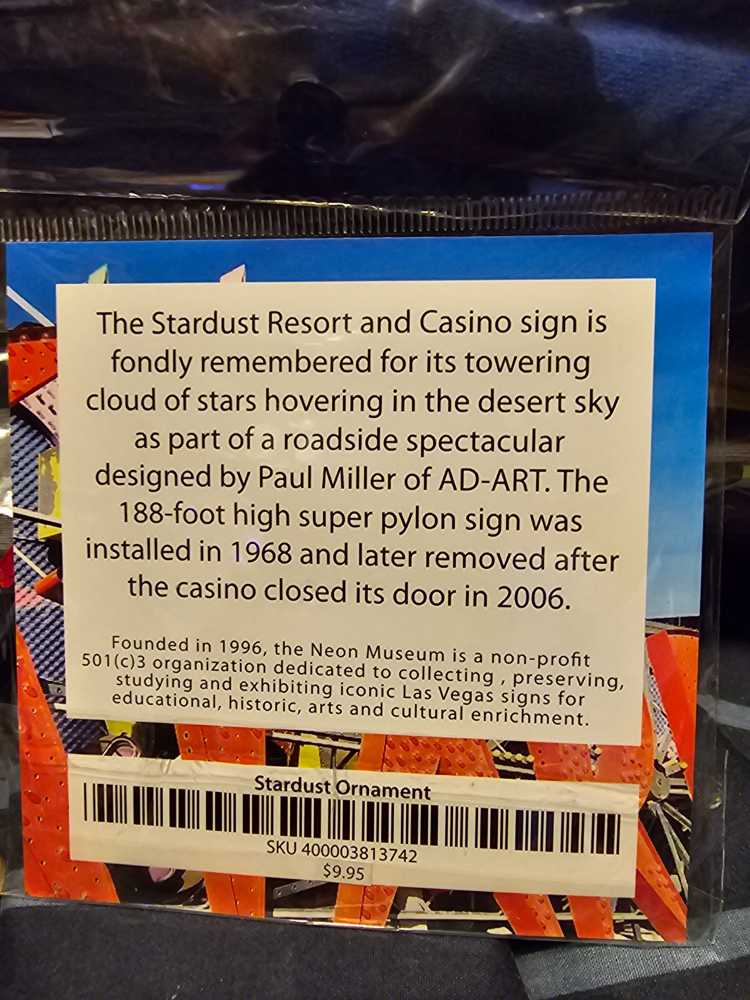 The Stardust Resort and Casino sign is
fondly remembered for its towering
cloud of stars hovering in the desert sky
as part of a roadside spectacular
designed by Paul Miller of AD-ART. The
188-foot high super pylon sign was
installed in 1968 and later removed after
the casino closed its door in 2006.
Founded in 1996, the Neon Museum is a non-profit
501(c)3 organization dedicated to collecting , preserving,
studying and exhibiting iconic Las Vegas signs for
educational, historic, arts and cultural enrichment.
Stardust Ornament
SKU 400003813742
$9.95